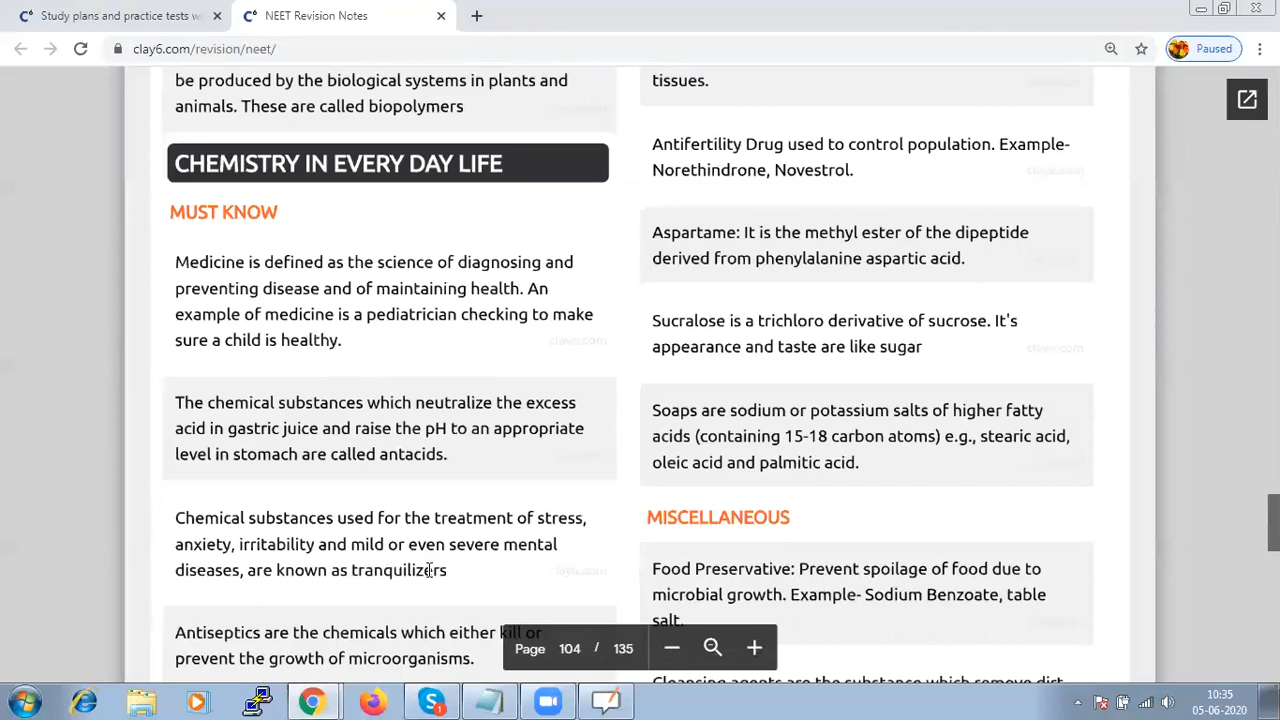 Study plans and practice tests w
NEET Revision Notes
clay6.com/revision/neet/
Paused
be produced by the biological systems in plants and
animals. These are called biopolymers
CHEMISTRY IN EVERY DAY LIFE
MUST KNOW
Medicine is defined as the science of diagnosing and
preventing disease and of maintaining health. An
example of medicine is a pediatrician checking to make
sure a child is healthy.
The chemical substances which neutralize the excess
acid in gastric juice and raise the pH to an appropriate
level in stomach are called antacids.
Chemical substances used for the treatment of stress,
anxiety, irritability and mild or even severe mental
diseases, are known as tranquilizers
Antiseptics are the chemicals which either kill or
prevent the growth of microorganisms.
tissues.
Antifertility Drug used to control population. Example-
Norethindrone, Novestrol.
clay6.com
Aspartame: It is the methyl ester of the dipeptide
derived from phenylalanine aspartic acid.
Sucralose is a trichloro derivative of sucrose. It's
appearance and taste are like sugar
Soaps are sodium or potassium salts of higher fatty
acids (containing 15-18 carbon atoms) e.g., stearic acid,
oleic acid and palmitic acid.
MISCELLANEOUS
Food Preservative: Prevent spoilage of food due to
microbial growth. Example- Sodium Benzoate, table
salt.
Cleansing agents are the substance which remove dirt
Page 104 / 135
10:35
05-06-2020